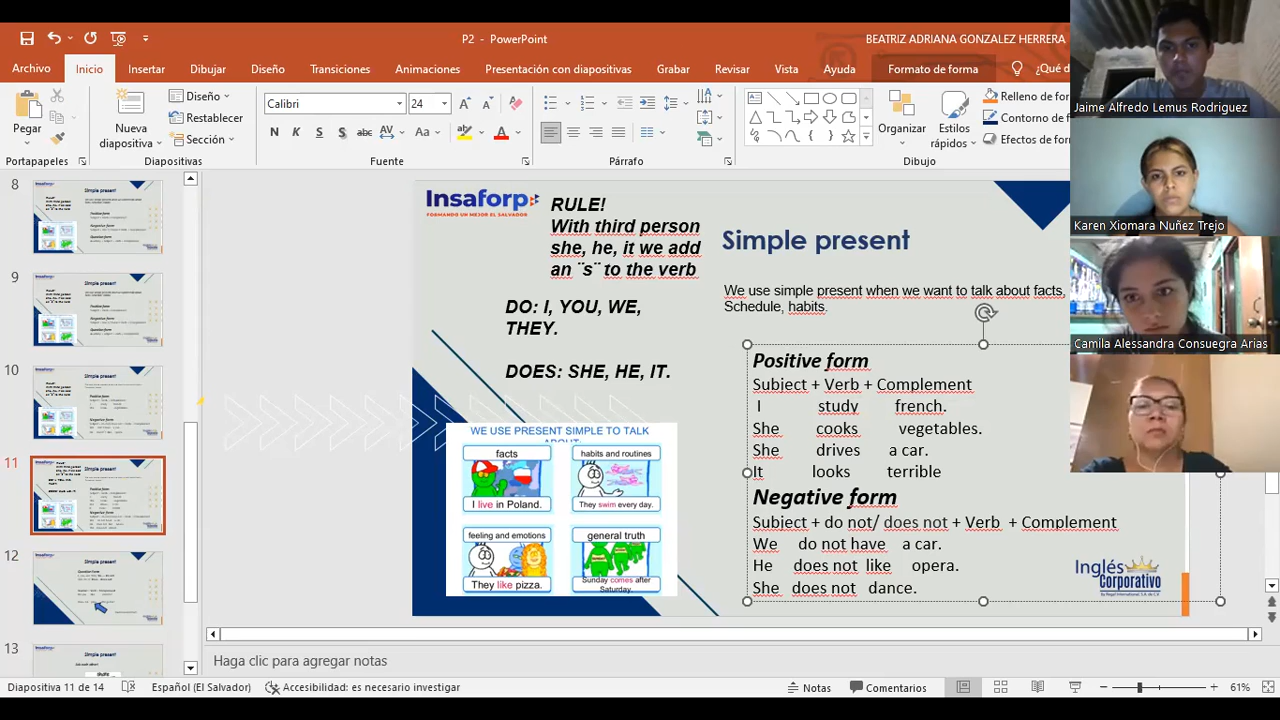 P2 - PowerPoint
BEATRIZ ADRIANA GONZALEZ HERRERA
Archivo Inicio Insertar Dibujar Diseño Transiciones Animaciones Presentación con diapositivas Grabar Revisar Vista Ayuda Formato de forma ¿Qué d
Pegar
Nueva diapositiva
Diseño
Restablecer
Sección
Calibri 24
Organizar
Estilos rápidos
Relleno de for
Contorno de f
Efectos de form
Portapapeles Diapositivas Fuente Párrafo Dibujo
8
9
10
11
12
13
Insaforp
FORMANDO UN MEJOR EL SALVADOR
RULE!
With third person
she, he, it we add
an ¨s¨ to the verb
DO: I, YOU, WE,
THEY.
DOES: SHE, HE, IT.
WE USE PRESENT SIMPLE TO TALK
ABOUT:
facts
I live in Poland.
habits and routines
They swim every day.
feeling and emotions
They like pizza.
general truth
Sunday comes after
Saturday.
Simple present
We use simple present when we want to talk about facts,
Schedule, habits.
Positive form
Subject + Verb + Complement
I study french.
She cooks vegetables.
She drives a car.
It looks terrible
Negative form
Subject + do not/ does not + Verb + Complement
We do not have a car.
He does not like opera.
She does not dance.
Inglés
Corporativo
Jaime Alfredo Lemus Rodriguez
Karen Xiomara Nuñez Trejo
Camila Alessandra Consuegra Arias
Haga clic para agregar notas
Diapositiva 11 de 14 Español (El Salvador) Accesibilidad: es necesario investigar Notas Comentarios 61%